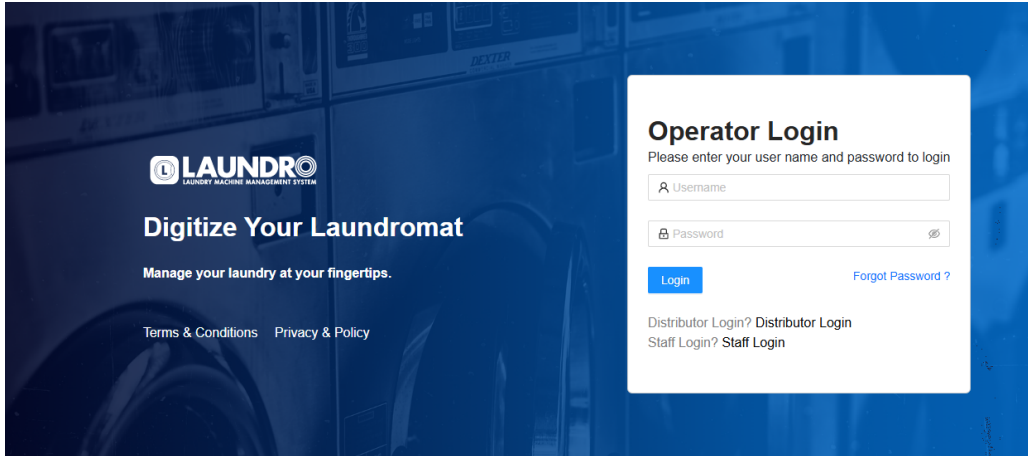 DEXTER
LAUNDRO
LAUNDRY MACHINE MANAGEMENT SYSTEM
Digitize Your Laundromat
Manage your laundry at your fingertips.
Terms & Conditions Privacy & Policy
Operator Login
Please enter your user name and password to login
Username
Password
Login
Forgot Password ?
Distributor Login? Distributor Login
Staff Login? Staff Login